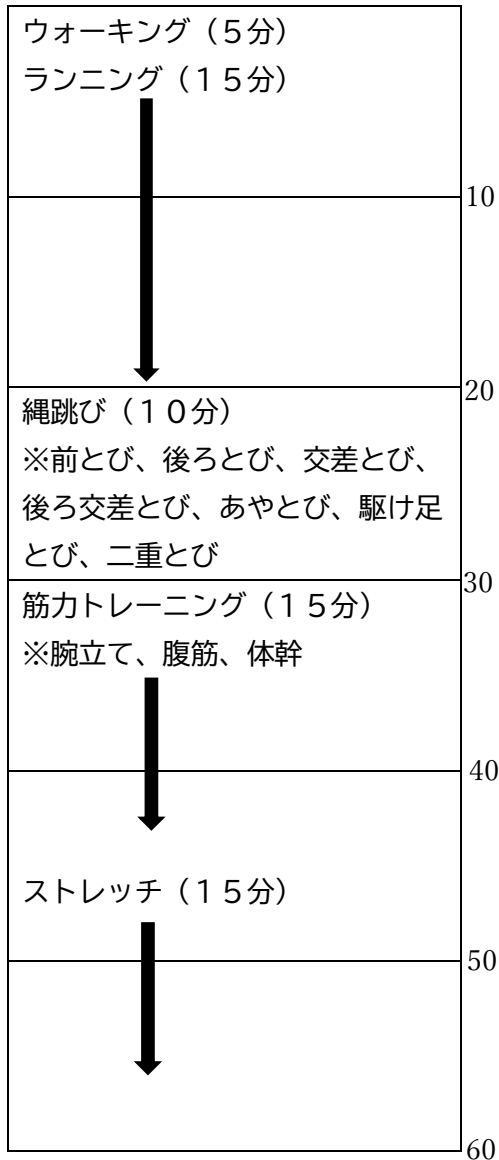 ウォーキング（５分）
ランニング（１５分）
10
20
縄跳び（１０分）
※前とび、後ろとび、交差とび、
後ろ交差とび、あやとび、駆け足
とび、二重とび
30
筋力トレーニング（１５分）
※腕立て、腹筋、体幹
40
ストレッチ（１５分）
50
60